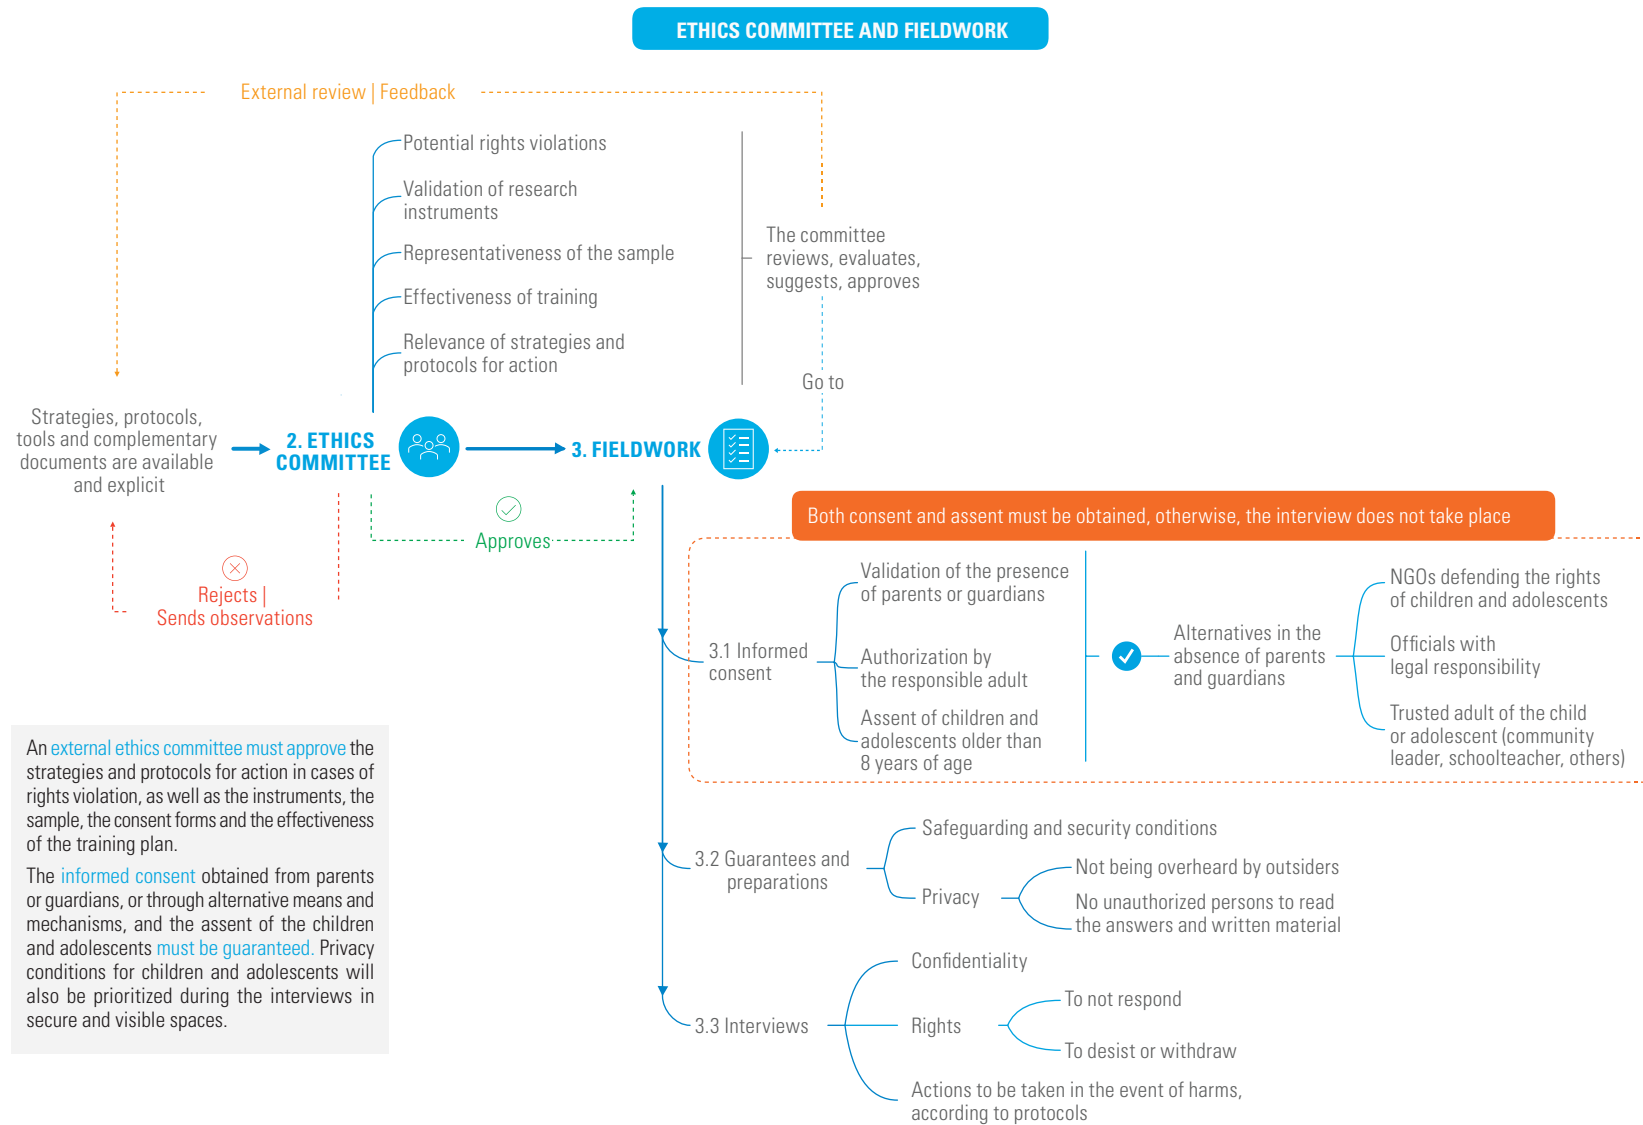 ETHICS COMMITTEE AND FIELDWORK
External review | Feedback
Potential rights violations
Validation of research
instruments
Representativeness of the sample
Effectiveness of training
Relevance of strategies and
protocols for action
The committee
reviews, evaluates,
suggests, approves
Go to
Strategies, protocols,
tools and complementary
documents are available
and explicit
2. ETHICS
COMMITTEE
3. FIELDWORK
Approves
Rejects |
Sends observations
Both consent and assent must be obtained, otherwise, the interview does not take place
3.1 Informed
consent
Validation of the presence
of parents or guardians
Authorization by
the responsible adult
Assent of children and
adolescents older than
8 years of age
Alternatives in the
absence of parents
and guardians
NGOs defending the rights
of children and adolescents
Officials with
legal responsibility
Trusted adult of the child
or adolescent (community
leader, schoolteacher, others)
An external ethics committee must approve the
strategies and protocols for action in cases of
rights violation, as well as the instruments, the
sample, the consent forms and the effectiveness
of the training plan.
The informed consent obtained from parents
or guardians, or through alternative means and
mechanisms, and the assent of the children
and adolescents must be guaranteed. Privacy
conditions for children and adolescents will
also be prioritized during the interviews in
secure and visible spaces.
3.2 Guarantees and
preparations
Safeguarding and security conditions
Privacy
Not being overheard by outsiders
No unauthorized persons to read
the answers and written material
3.3 Interviews
Confidentiality
Rights
To not respond
To desist or withdraw
Actions to be taken in the event of harms,
according to protocols